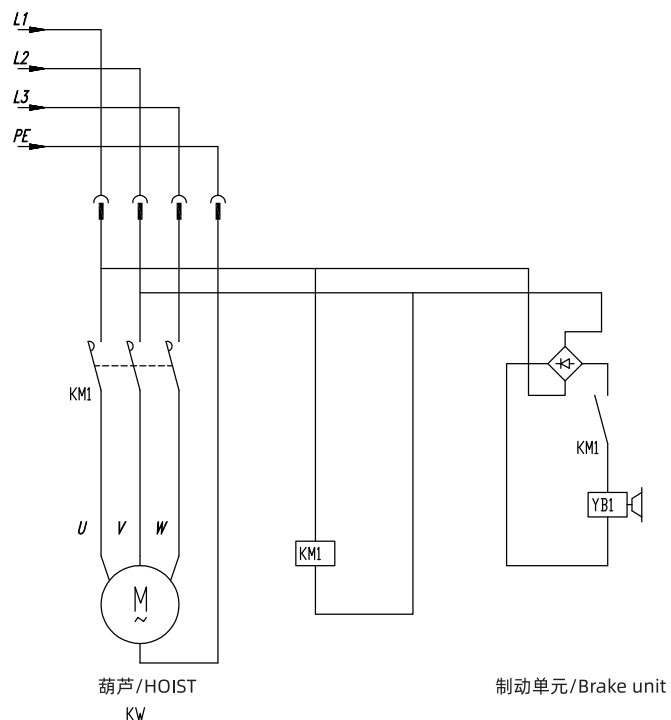 L1
L2
L3
PE
KM1
KM1
U V W
YB1
KM1
M
~
葫芦/HOIST
制动单元/Brake unit
KW